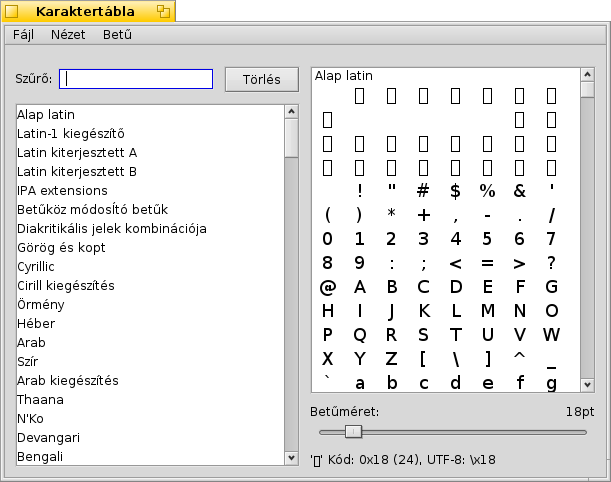 Karaktertábla
Fájl Nézet Betű
Szűrő: Törlés
Alap latin
Latin-1 kiegészítő
Latin kiterjesztett A
Latin kiterjesztett B
IPA extensions
Betűköz módosító betűk
Diakritikális jelek kombinációja
Görög és kopt
Cyrillic
Cirill kiegészítés
Örmény
Héber
Arab
Szír
Arab kiegészítés
Thaana
N'Ko
Devangari
Bengali
Alap latin
! " # $ % & '
( ) * + , - . /
0 1 2 3 4 5 6 7
8 9 : ; < = > ?
@ A B C D E F G
H I J K L M N O
P Q R S T U V W
X Y Z [ \ ] ^ _
` a b c d e f g
Betűméret: 18pt
'▯' Kód: 0x18 (24), UTF-8: \x18